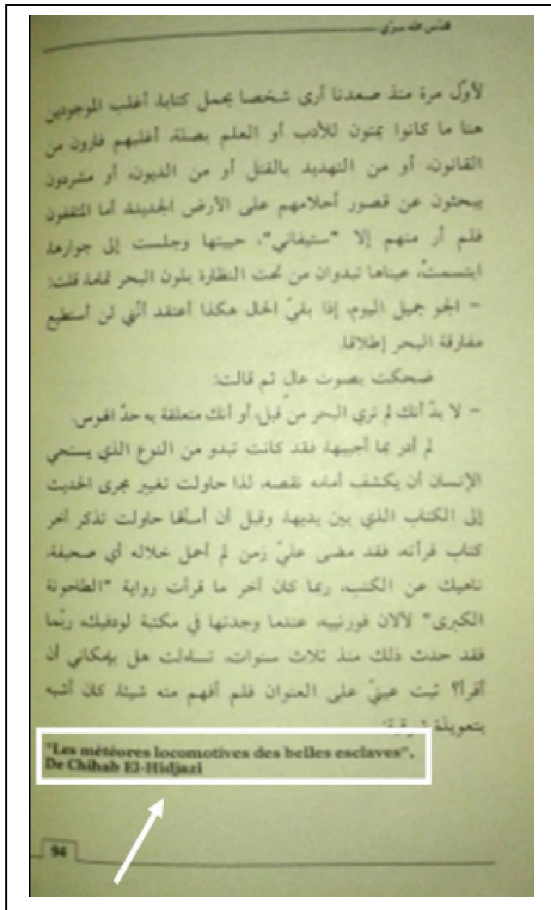 قدّس الله سرّي
لأول مرة منذ صعدنا أرى شخصا يحمل كتابا. أغلب الموجودين
هنا ما كانوا يمتون للأدب أو العلم بصلة. أغلبهم فارون من
القانون، أو من التهديد بالقتل أو من الديون، أو مشردون
يبحثون عن قصور أحلامهم على الأرض الجديدة. أما المثقفون
فلم أر منهم إلا "ستيفاني"، حييتها وجلست إلى جوارها.
ابتسمتْ، عيناها تبدوان من تحت النظارة بلون البحر تماما، قلت:
– الجو جميل اليوم، إذا بقيَ الحال هكذا أعتقد أنّي لن أستطيع
مفارقة البحر إطلاقا.
ضحكت بصوت عالٍ ثم قالت:
– لا بدّ أنك لم تري البحر من قبل، أو أنك متعلقة به حدّ الهوس.
لم أدر بما أجيبها، فقد كانت تبدو من النوع الذي يستحي
الإنسان أن يكشف أمامه نقصه، لذا حاولت تغيير مجرى الحديث
إلى الكتاب الذي بين يديها. وقبل أن أسألها حاولت تذكر آخر
كتاب قرأته، فقد مضى عليّ زمن لم أحمل خلاله أي صحيفة،
ناهيك عن الكتب، ربما كان آخر ما قرأت رواية "الطاحونة
الكبرى" لآلان فورنييه، عندما وجدتها في مكتبة لودفيك، ربّما
فقد حدث ذلك منذ ثلاث سنوات، تساءلت هل بإمكاني أن
أقرأ؟ ثبت عينيّ على العنوان فلم أفهم منه شيئا، كان أشبه
بتعويذة شرقية:
"Les météores locomotives des belles esclaves",
De Chihab El-Hidjazi
94